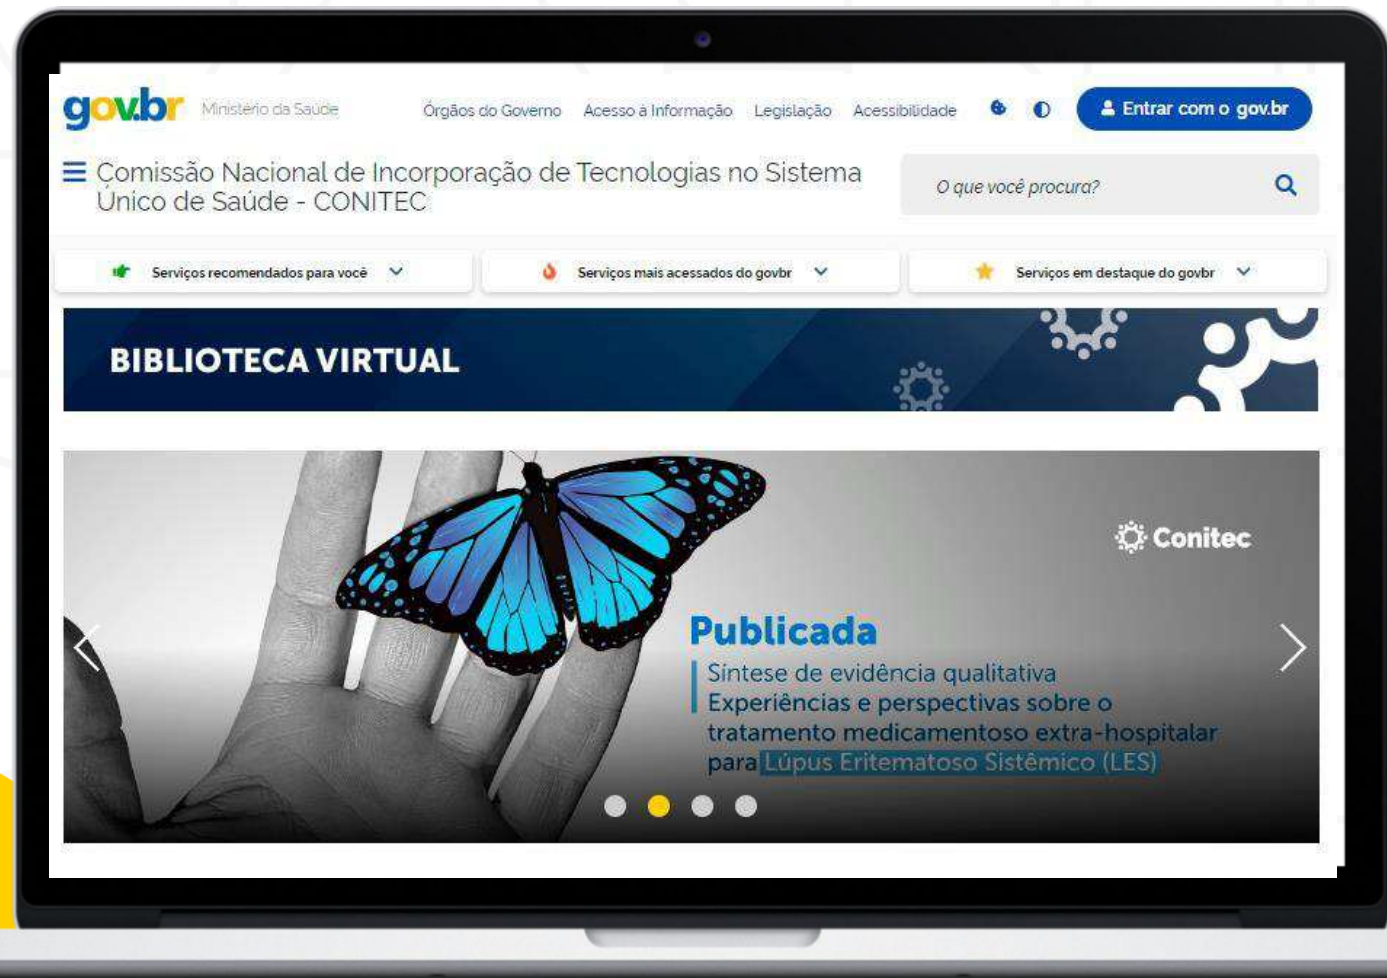 gov.br
Ministério da Saúde
Órgãos do Governo
Acesso à Informação
Legislação
Acessibilidade
Entrar com o gov.br
Comissão Nacional de Incorporação de Tecnologias no Sistema
Único de Saúde - CONITEC
O que você procura?
Serviços recomendados para você
Serviços mais acessados do govbr
Serviços em destaque do govbr
BIBLIOTECA VIRTUAL
Conitec
Publicada
Síntese de evidência qualitativa
Experiências e perspectivas sobre o
tratamento medicamentoso extra-hospitalar
para Lúpus Eritematoso Sistêmico (LES)